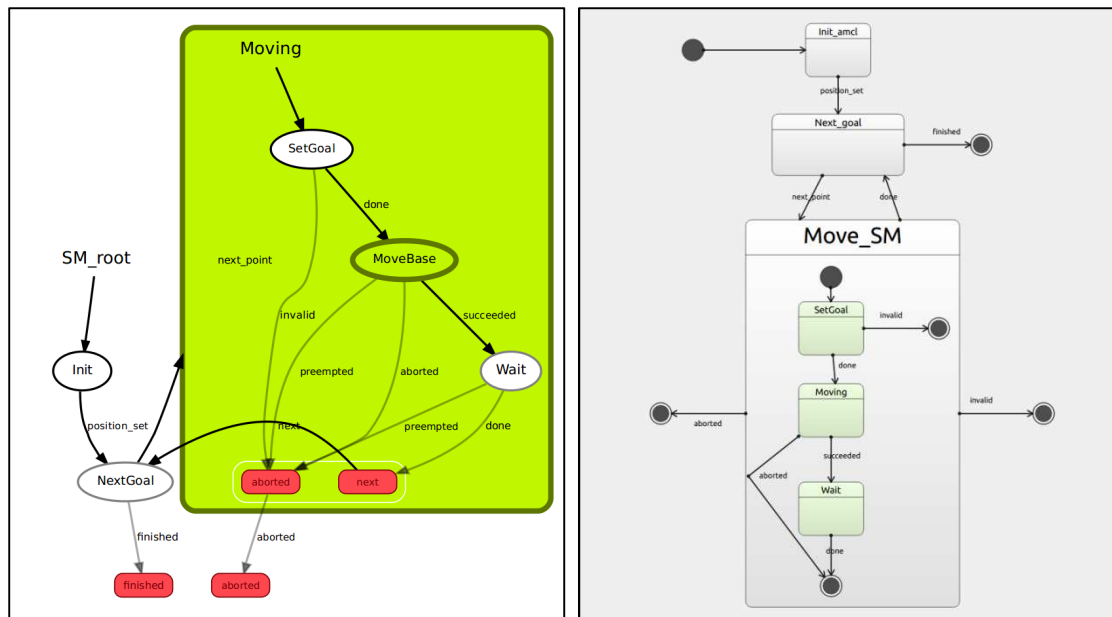 Moving
SetGoal
done
next_point
MoveBase
SM_root
invalid
succeeded
Init
preempted
aborted
Wait
position_set
next
preempted
done
NextGoal
aborted
next
finished
aborted
finished
aborted
Init_amcl
position_set
Next_goal
finished
next_point
done
Move_SM
SetGoal
invalid
done
Moving
invalid
aborted
succeeded
aborted
Wait
done